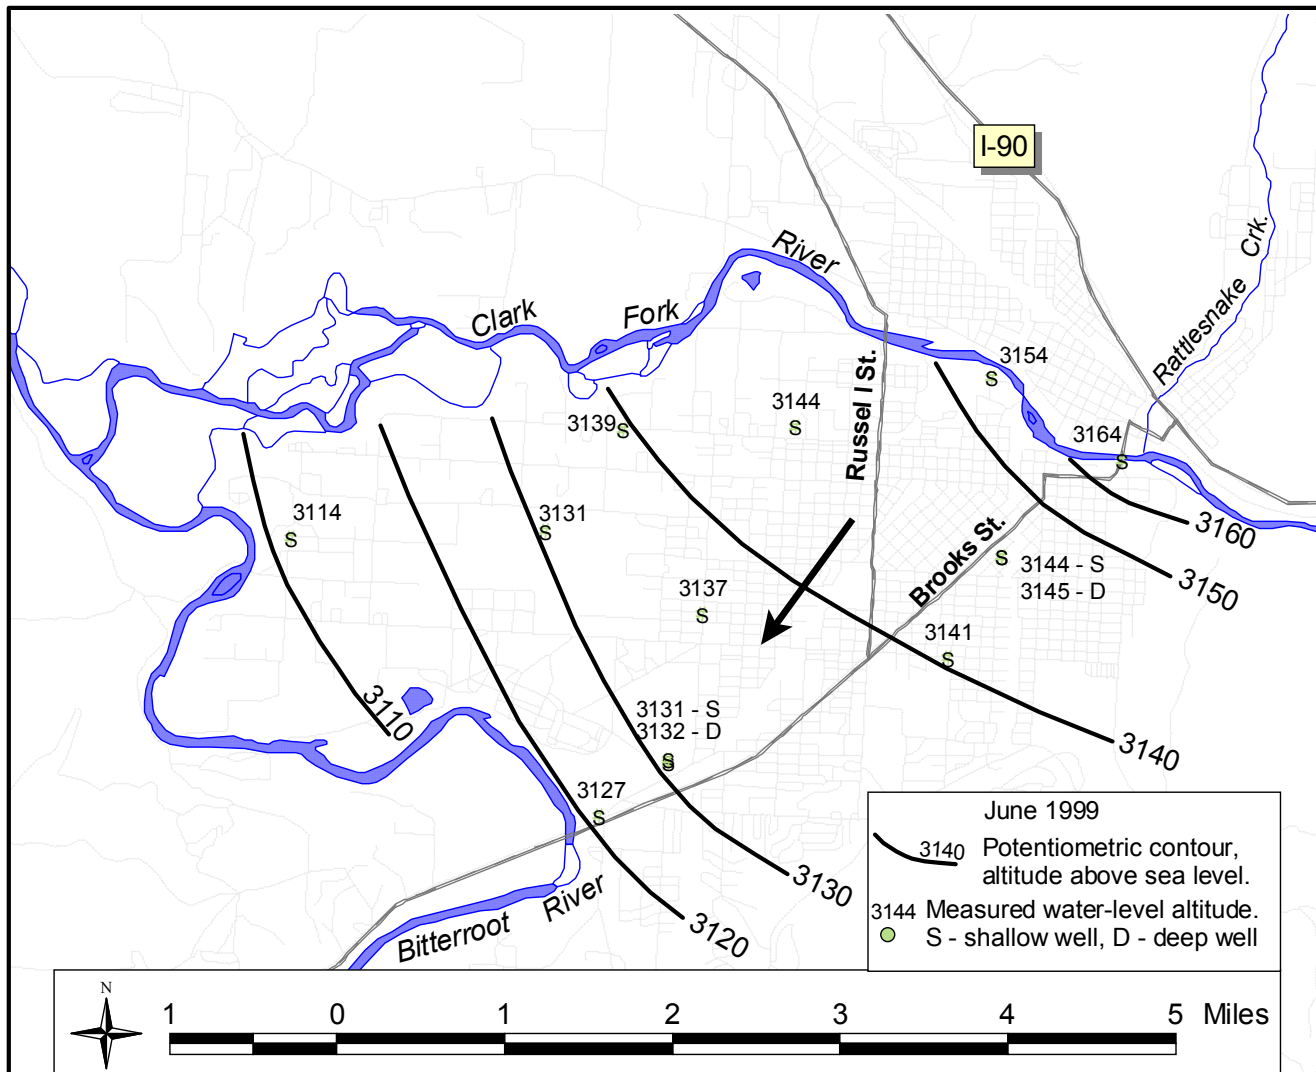 I-90
Rattlesnake Crk.
River
Fork
Clark
3154
Russel l St.
3144
3139
3164
3114
3131
3160
Brooks St.
3144 - S
3145 - D
3150
3137
3141
3110
3131 - S
3132 - D
3140
3127
3130
3120
Bitterroot River
S
S
S
S
S
S
S
S
S
S
S
S
June 1999
3140 Potentiometric contour,
altitude above sea level.
3144 Measured water-level altitude.
S - shallow well, D - deep well
N
1 0 1 2 3 4 5 Miles